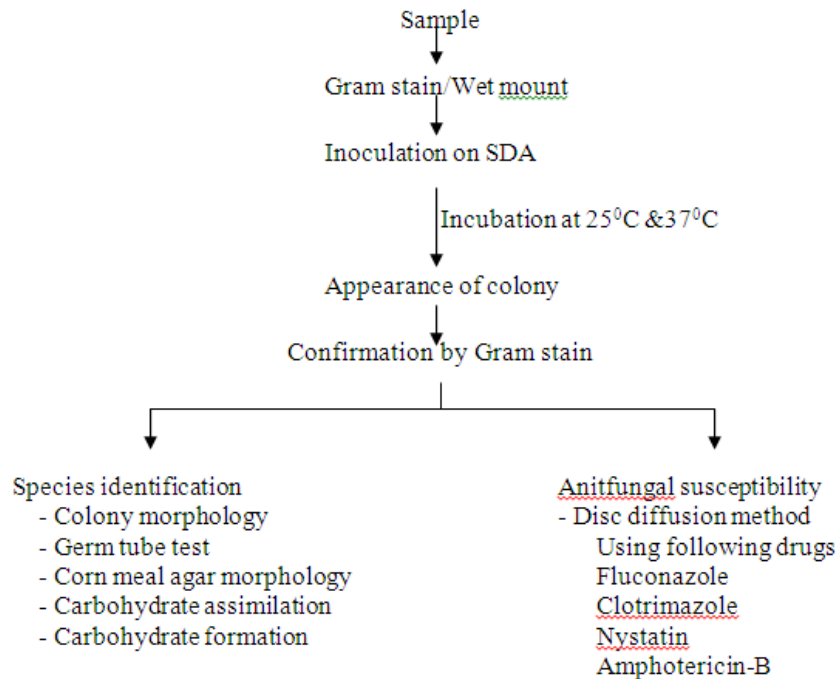 Sample
Gram stain/Wet mount
Inoculation on SDA
Incubation at 25⁰C &37⁰C
Appearance of colony
Confirmation by Gram stain
Species identification
- Colony morphology
- Germ tube test
- Corn meal agar morphology
- Carbohydrate assimilation
- Carbohydrate formation
Anitfungal susceptibility
- Disc diffusion method
Using following drugs
Fluconazole
Clotrimazole
Nystatin
Amphotericin-B